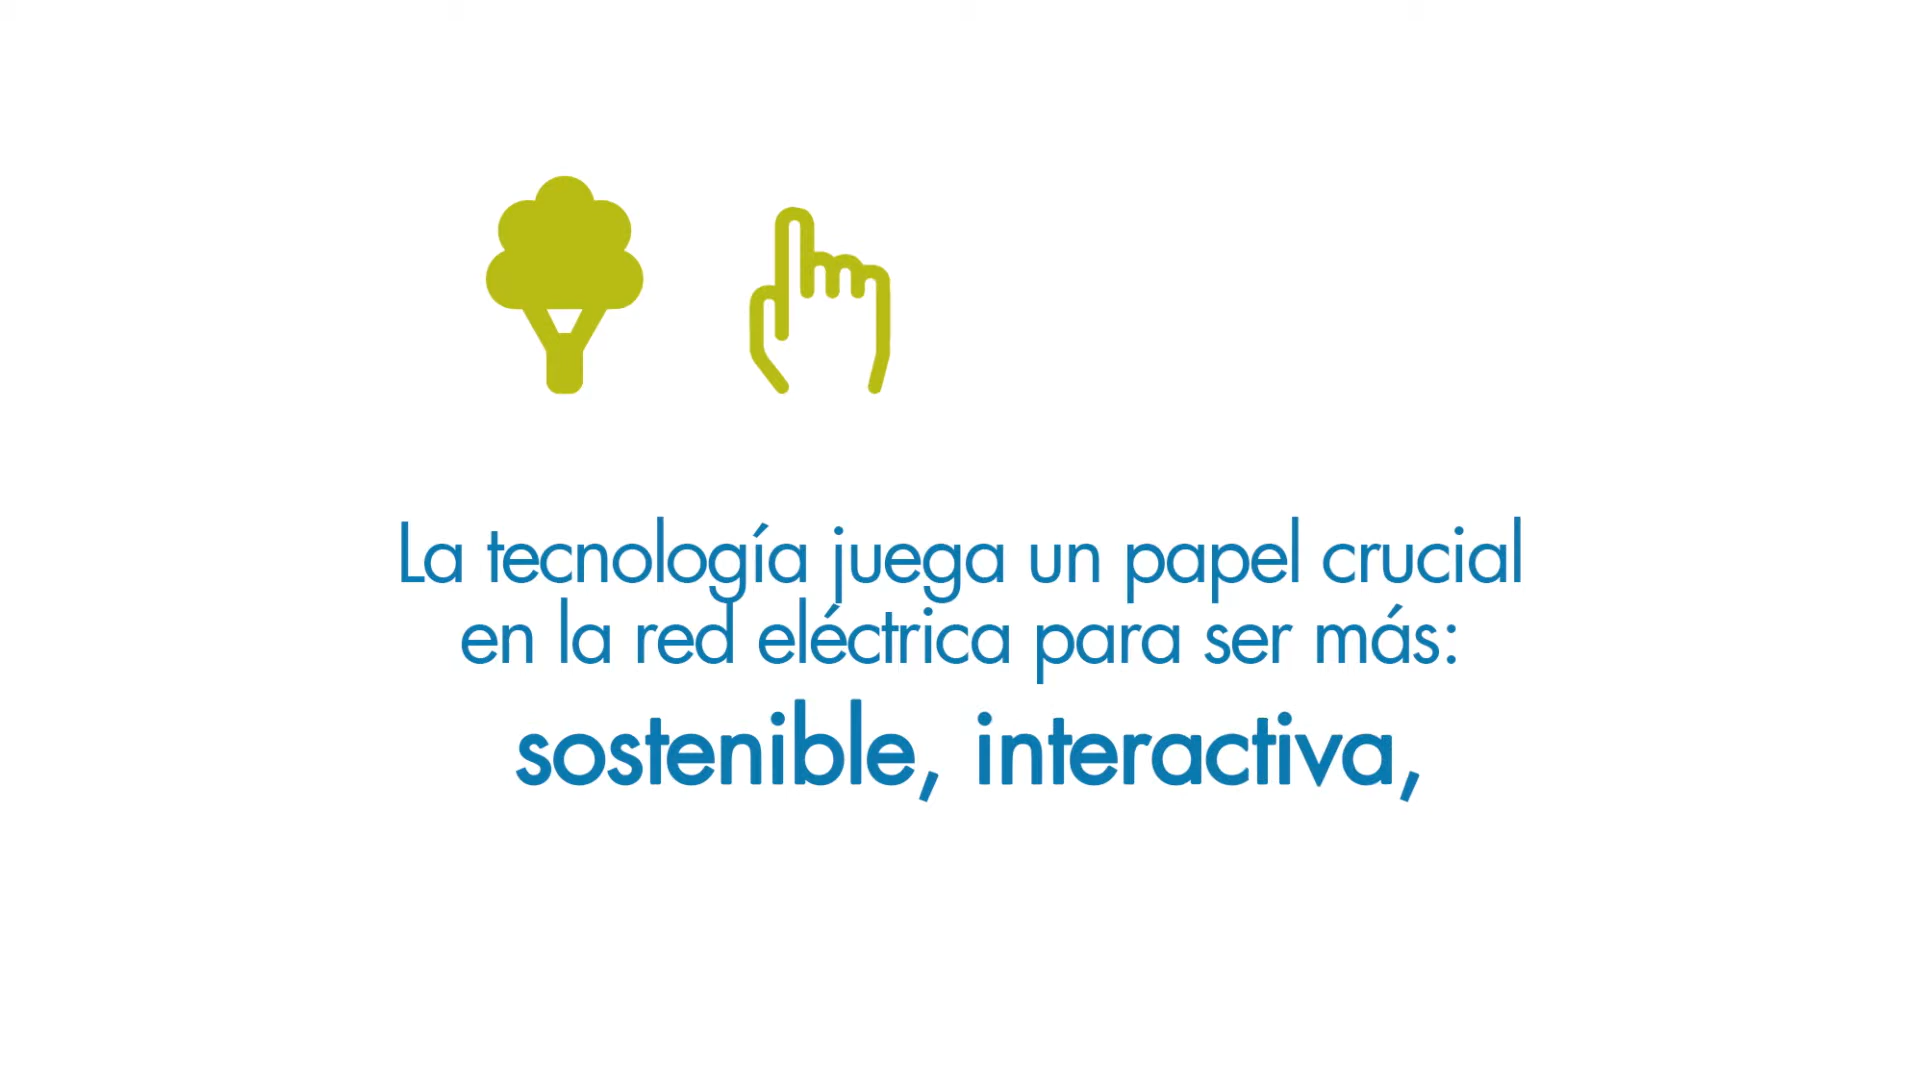 La tecnología juega un papel crucial
en la red eléctrica para ser más:
sostenible, interactiva,